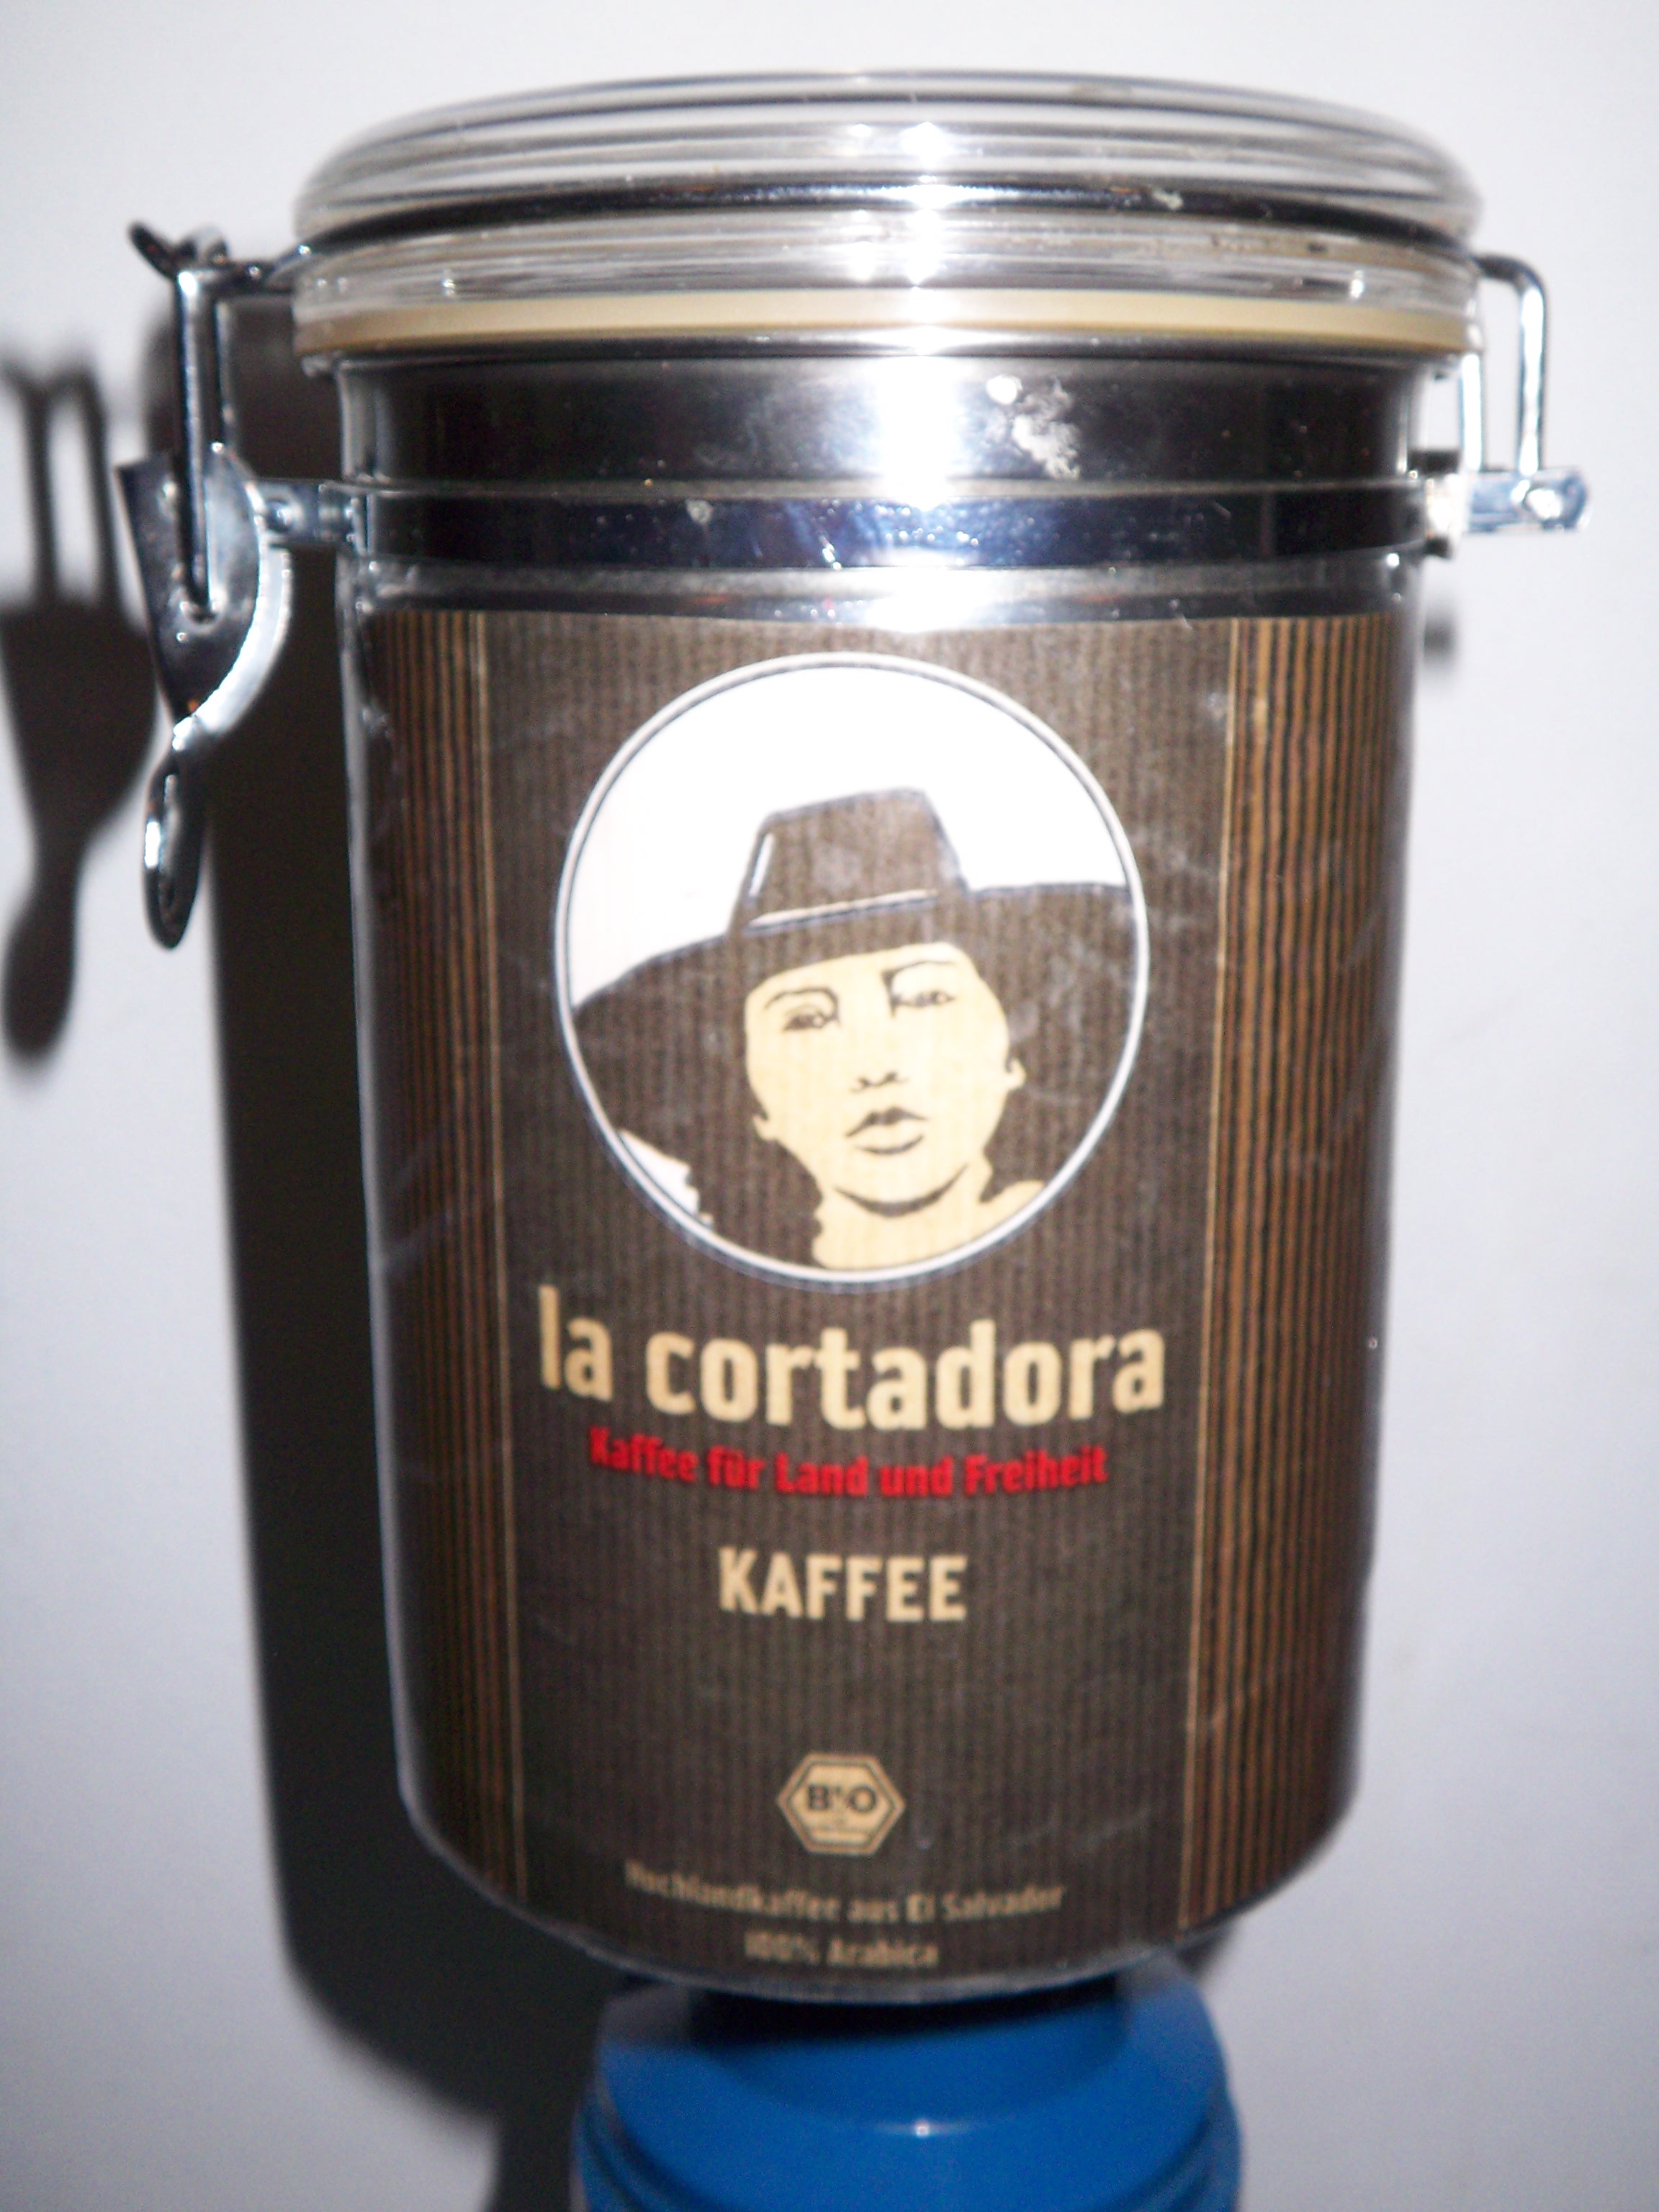 la cortadora
Kaffee für Land und Freiheit
KAFFEE
BIO
Hochlandkaffee aus El Salvador
100% Arabica